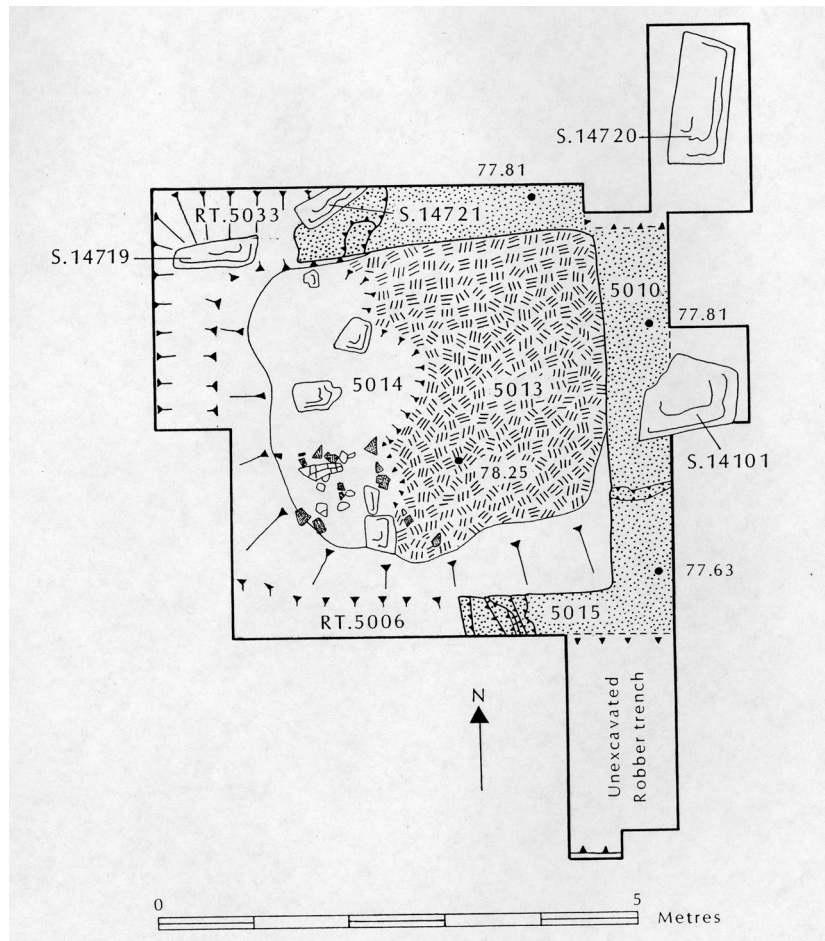 S.14720
77.81
RT.5033
S.14721
S.14719
5010
77.81
5014
5013
S.14101
78.25
77.63
5015
RT.5006
N
Unexcavated
Robber trench
0
5
Metres